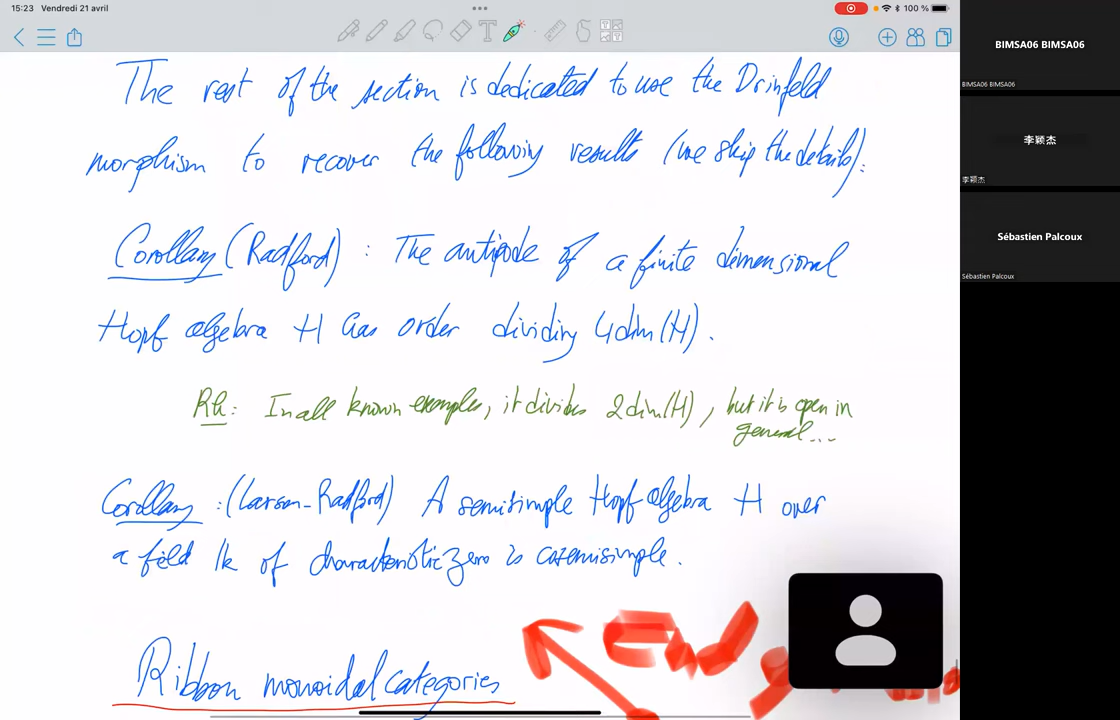 15:23 Vendredi 21 avril
100 %
The rest of the section is dedicated to use the Drinfeld
morphism to recover the following results (we skip the details).
Corollary (Radford) : The antipode of a finite dimensional
Hopf algebra H has order dividing 4dim(H).
Rk: In all known examples, it divides 2dim(H), but it is open in
general...
Corollary : (Larson-Radford) A semisimple Hopf algebra H over
a field lk of characteristic zero is cosemisimple.
End
Ribbon monoidal categories
BIMSA06 BIMSA06
BIMSA06 BIMSA06
李颖杰
李颖杰
Sébastien Palcoux
Sébastien Palcoux